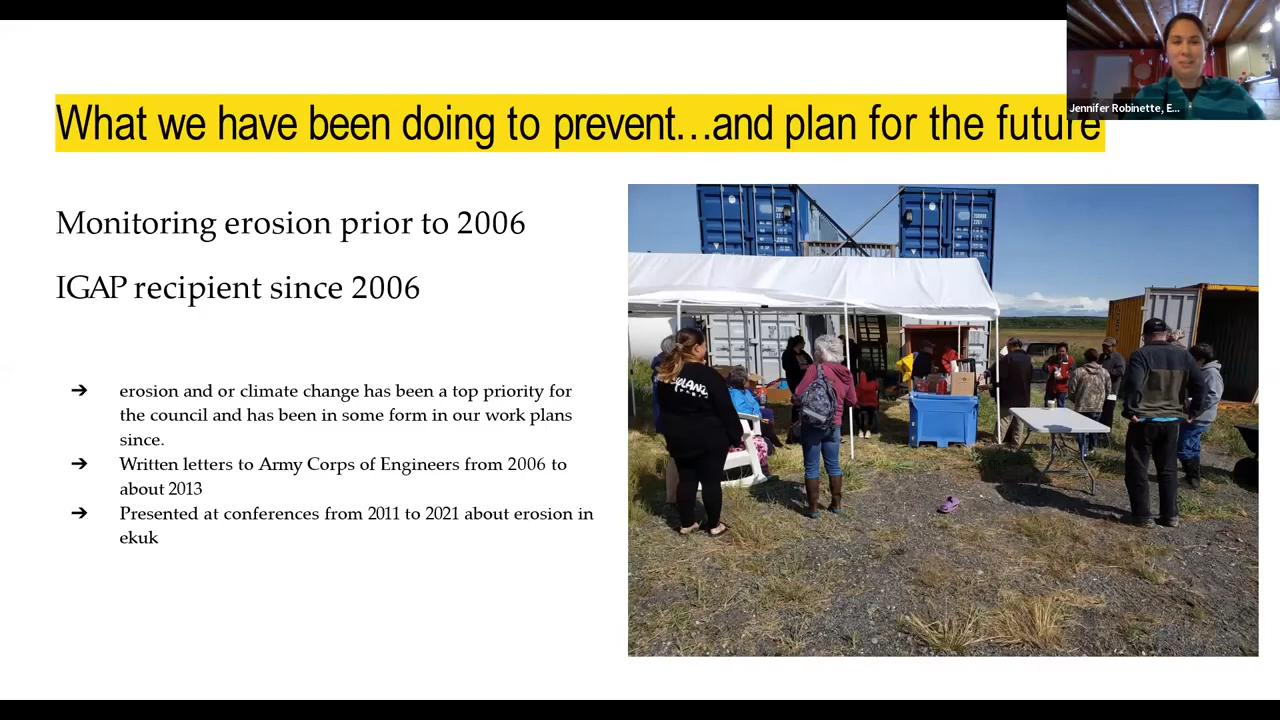 What we have been doing to prevent…and plan for the future
Jennifer Robinette, E...
Monitoring erosion prior to 2006
IGAP recipient since 2006
➔ erosion and or climate change has been a top priority for
the council and has been in some form in our work plans
since.
➔ Written letters to Army Corps of Engineers from 2006 to
about 2013
➔ Presented at conferences from 2011 to 2021 about erosion in
ekuk